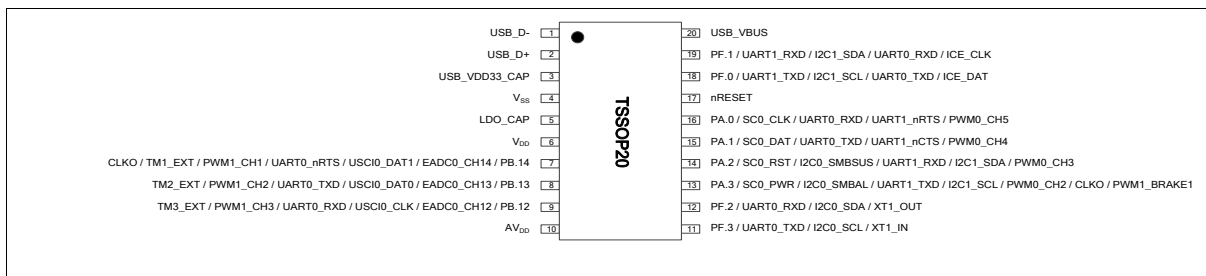 USB_D- 1
USB_D+ 2
USB_VDD33_CAP 3
VSS 4
LDO_CAP 5
VDD 6
CLKO / TM1_EXT / PWM1_CH1 / UART0_nRTS / USCI0_DAT1 / EADC0_CH14 / PB.14 7
TM2_EXT / PWM1_CH2 / UART0_TXD / USCI0_DAT0 / EADC0_CH13 / PB.13 8
TM3_EXT / PWM1_CH3 / UART0_RXD / USCI0_CLK / EADC0_CH12 / PB.12 9
AVDD 10
TSSOP20
20 USB_VBUS
19 PF.1 / UART1_RXD / I2C1_SDA / UART0_RXD / ICE_CLK
18 PF.0 / UART1_TXD / I2C1_SCL / UART0_TXD / ICE_DAT
17 nRESET
16 PA.0 / SC0_CLK / UART0_RXD / UART1_nRTS / PWM0_CH5
15 PA.1 / SC0_DAT / UART0_TXD / UART1_nCTS / PWM0_CH4
14 PA.2 / SC0_RST / I2C0_SMBSUS / UART1_RXD / I2C1_SDA / PWM0_CH3
13 PA.3 / SC0_PWR / I2C0_SMBAL / UART1_TXD / I2C1_SCL / PWM0_CH2 / CLKO / PWM1_BRAKE1
12 PF.2 / UART0_RXD / I2C0_SDA / XT1_OUT
11 PF.3 / UART0_TXD / I2C0_SCL / XT1_IN